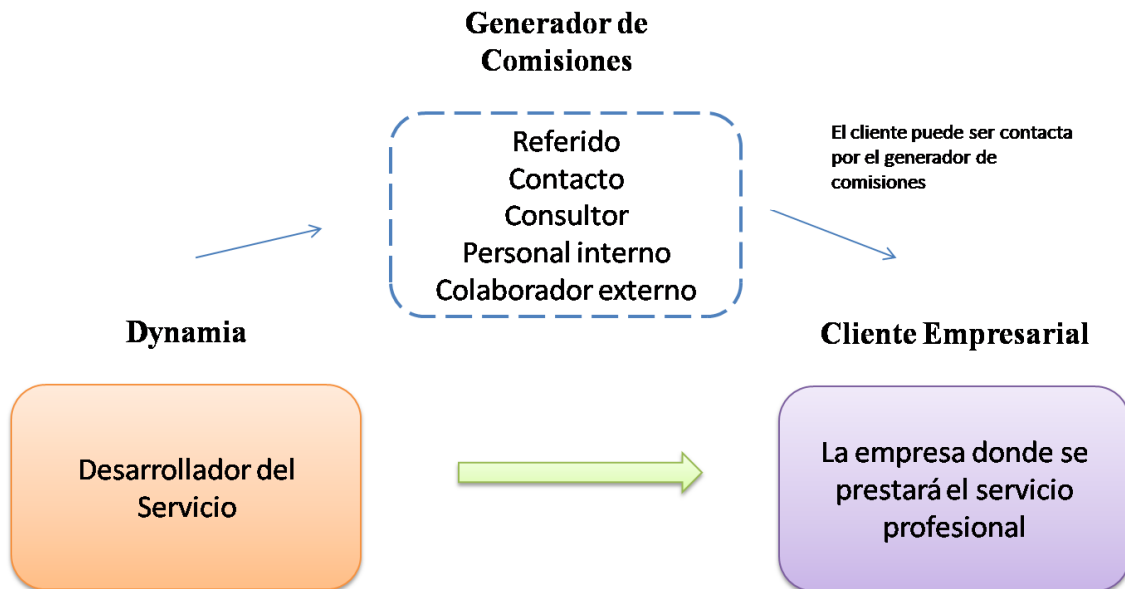 Generador de
Comisiones
Referido
Contacto
Consultor
Personal interno
Colaborador externo
El cliente puede ser contacta
por el generador de
comisiones
Dynamia
Cliente Empresarial
Desarrollador del
Servicio
La empresa donde se
prestará el servicio
profesional